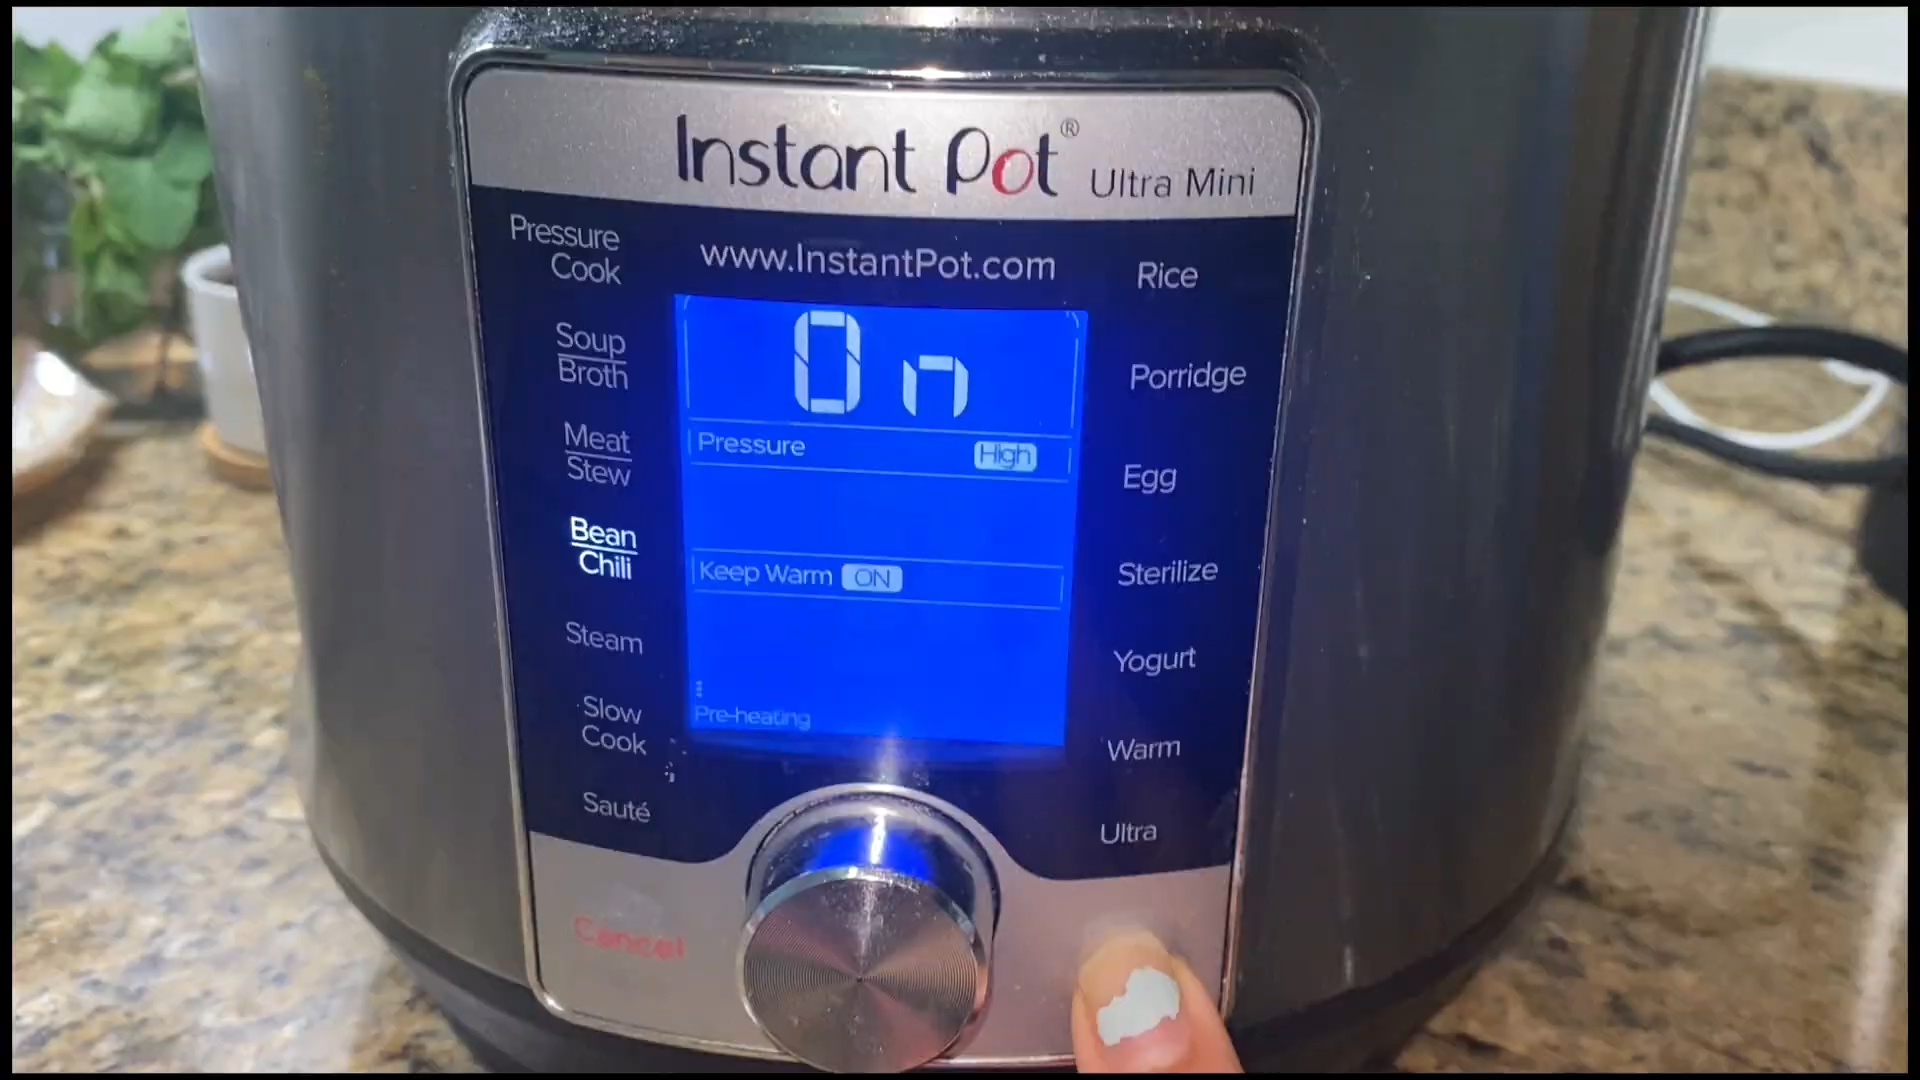 Instant Pot® Ultra Mini
www.InstantPot.com
Pressure
Cook
Soup
Broth
Meat
Stew
Bean
Chili
Steam
Slow
Cook
Sauté
On
Pressure High
Keep Warm ON
Pre-heating
Rice
Porridge
Egg
Sterilize
Yogurt
Warm
Ultra
Cancel